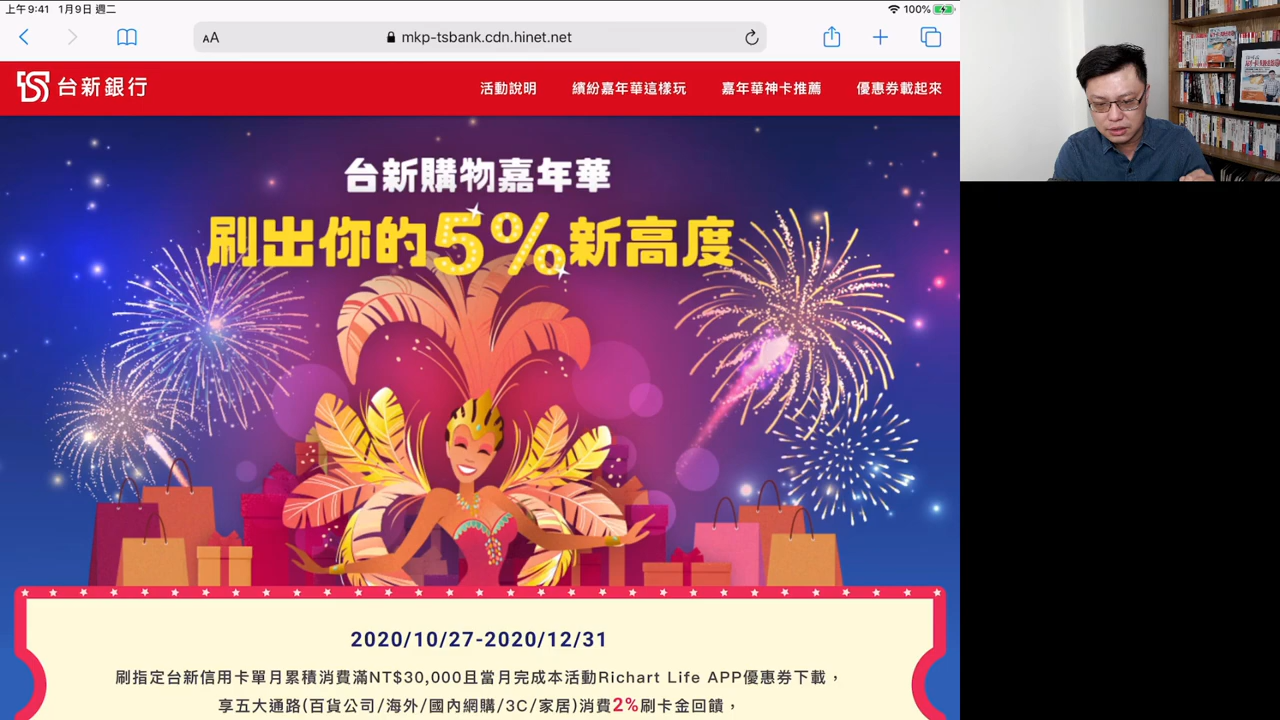 上午9:41 1月9日 週二
100%
AA
mkp-tsbank.cdn.hinet.net
台新銀行
活動說明
繽紛嘉年華這樣玩
嘉年華神卡推薦
優惠券載起來
台新購物嘉年華
刷出你的5%新高度
2020/10/27-2020/12/31
刷指定台新信用卡單月累積消費滿NT$30,000且當月完成本活動Richart Life APP優惠券下載，
享五大通路(百貨公司/海外/國內網購/3C/家居)消費2%刷卡金回饋，